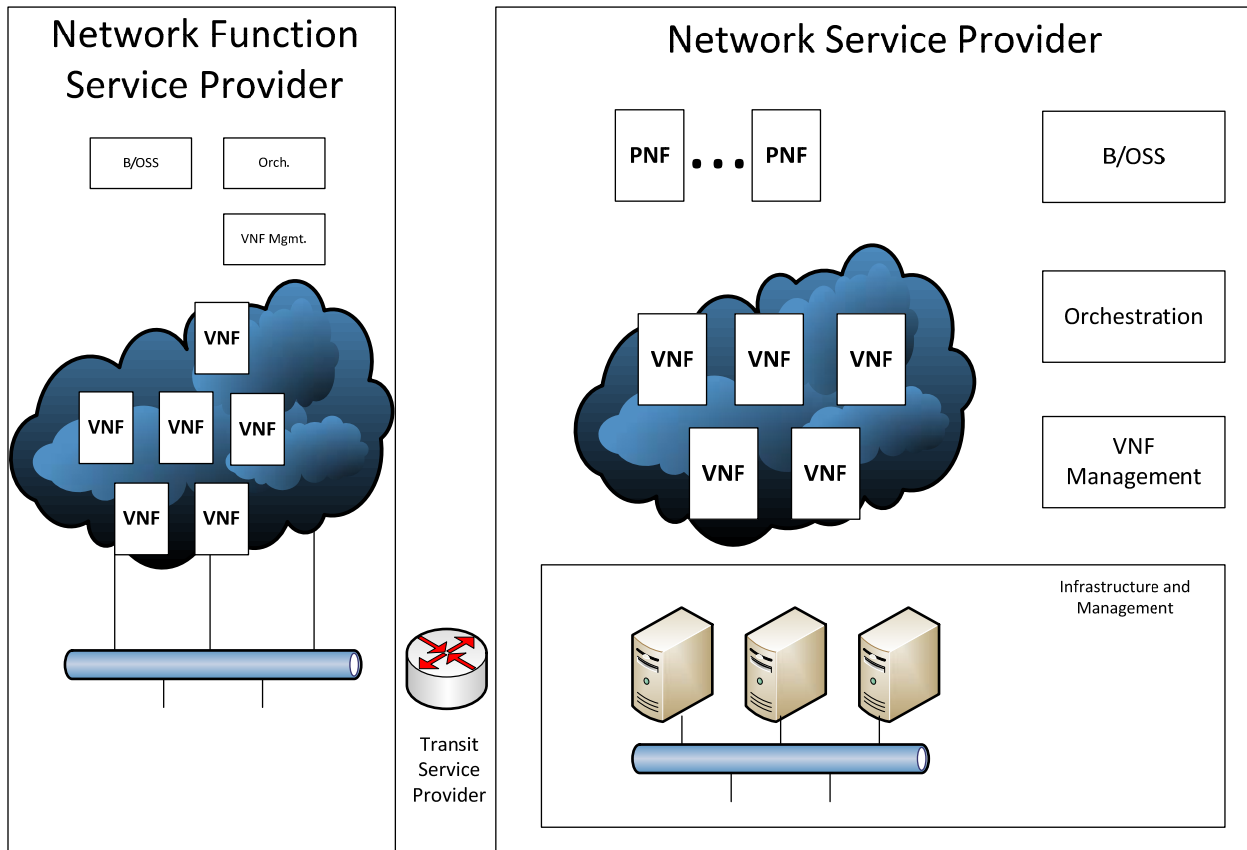 Network Function
Service Provider
B/OSS
Orch.
VNF Mgmt.
VNF
VNF
VNF
VNF
VNF
VNF
Transit
Service
Provider
Network Service Provider
PNF
...
PNF
B/OSS
VNF
VNF
VNF
Orchestration
VNF
VNF
VNF
Management
Infrastructure and
Management